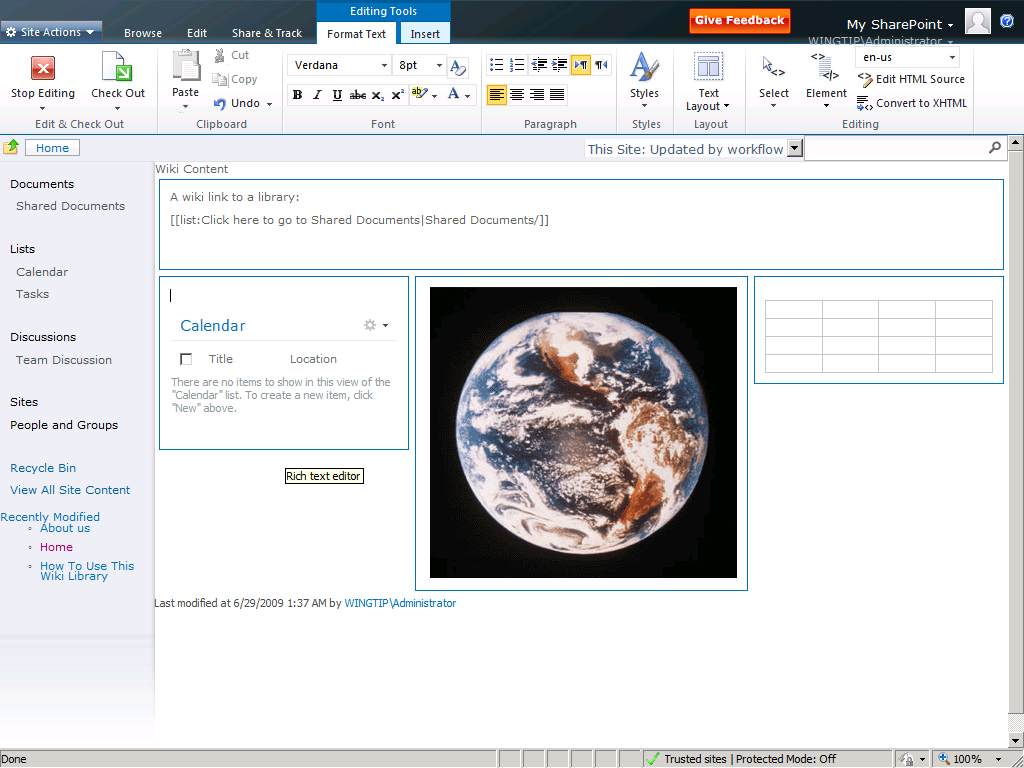 Editing Tools
Site Actions
Browse
Edit
Share & Track
Format Text
Insert
Give Feedback
My SharePoint
WINGTIP\Administrator
Stop Editing
Check Out
Edit & Check Out
Paste
Cut
Copy
Undo
Clipboard
Verdana
8pt
B I U abc x₂ x² ab A
Font
Paragraph
Styles
Styles
Text
Layout
Layout
Select
Element
en-us
Edit HTML Source
Convert to XHTML
Editing
Home
This Site: Updated by workflow
Documents
Shared Documents
Lists
Calendar
Tasks
Discussions
Team Discussion
Sites
People and Groups
Recycle Bin
View All Site Content
Recently Modified
About us
Home
How To Use This
Wiki Library
Wiki Content
A wiki link to a library:
[[list:Click here to go to Shared Documents|Shared Documents/]]
Calendar
Title Location
There are no items to show in this view of the
"Calendar" list. To create a new item, click
"New" above.
Rich text editor
Last modified at 6/29/2009 1:37 AM by WINGTIP\Administrator
Done
Trusted sites | Protected Mode: Off
100%